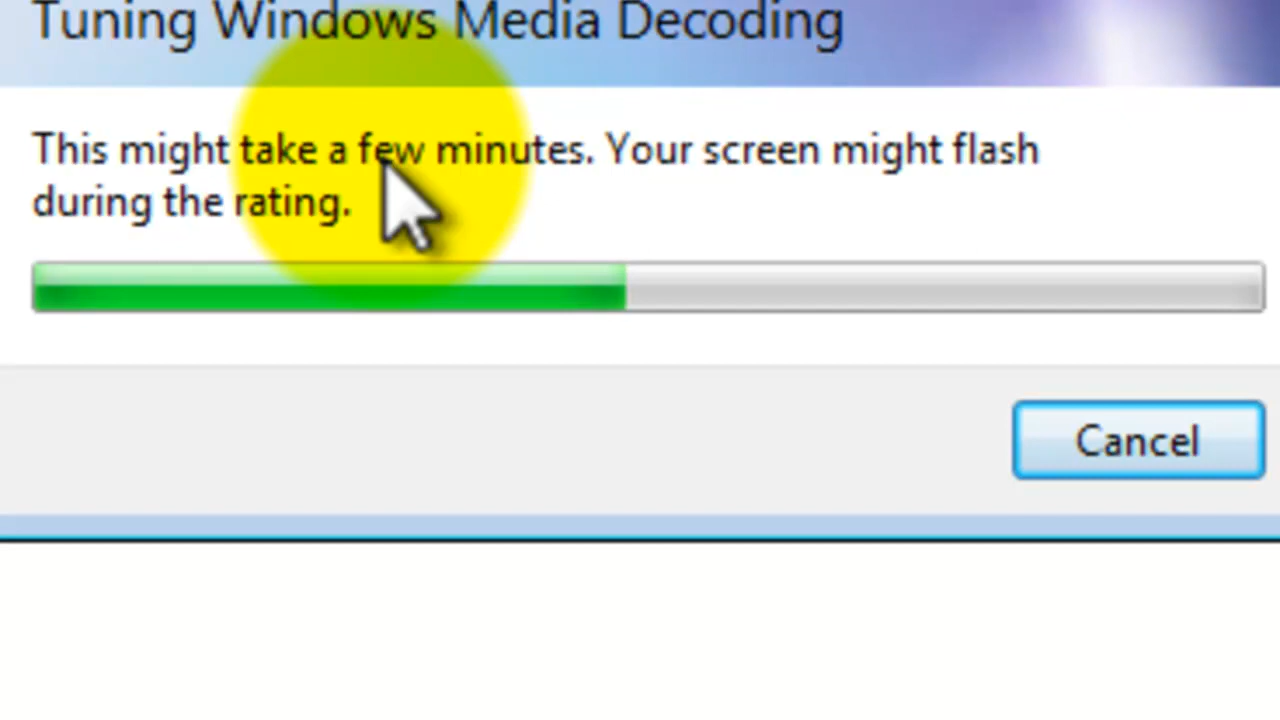 Tuning Windows Media Decoding
This might take a few minutes. Your screen might flash
during the rating.
Cancel